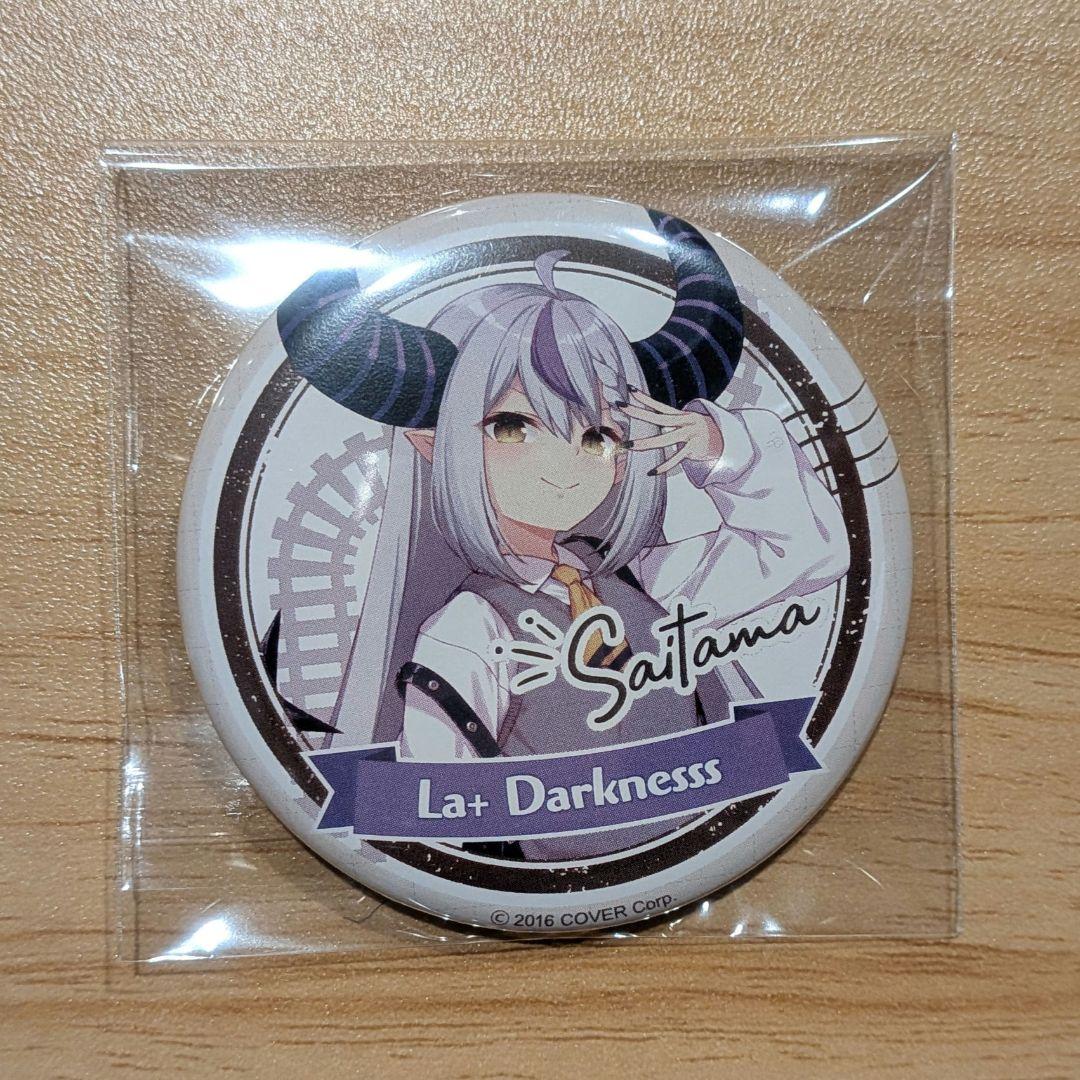 Saitama
La+ Darknesss
© 2016 COVER Corp.